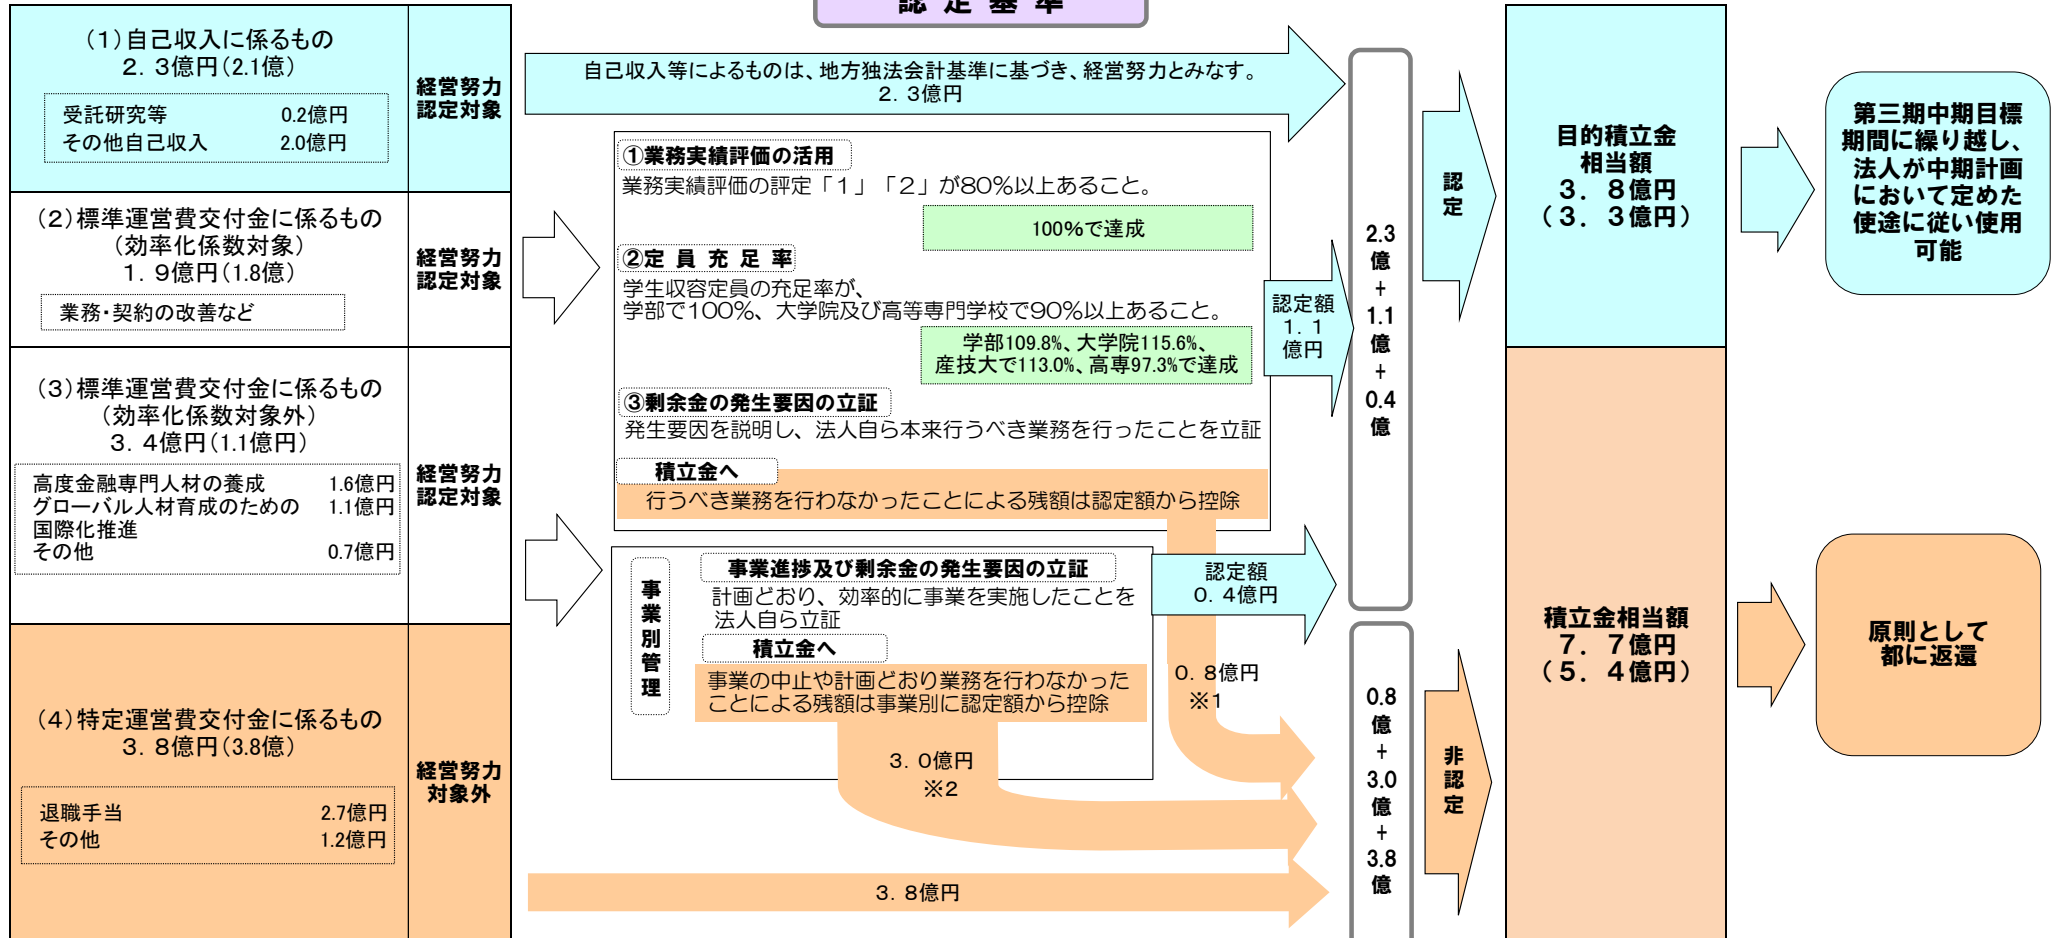 認 定 基 準
（１）自己収入に係るもの
２．３億円（2.1億）
受託研究等 0.2億円
その他自己収入 2.0億円
経営努力
認定対象
（２）標準運営費交付金に係るもの
（効率化係数対象）
１．９億円（1.8億）
業務・契約の改善など
経営努力
認定対象
（３）標準運営費交付金に係るもの
（効率化係数対象外）
３．４億円（1.1億円）
高度金融専門人材の養成 1.6億円
グローバル人材育成のための 1.1億円
国際化推進
その他 0.7億円
経営努力
認定対象
（４）特定運営費交付金に係るもの
３．８億円（3.8億）
退職手当 2.7億円
その他 1.2億円
経営努力
対象外
自己収入等によるものは、地方独法会計基準に基づき、経営努力とみなす。
２．３億円
①業務実績評価の活用
業務実績評価の評定「１」「２」が80％以上あること。
100％で達成
②定 員 充 足 率
学生収容定員の充足率が、
学部で１００％、大学院及び高等専門学校で９０％以上あること。
学部109.8%、大学院115.6%、
産技大で113.0%、高専97.3%で達成
③剰余金の発生要因の立証
発生要因を説明し、法人自ら本来行うべき業務を行ったことを立証
積立金へ
行うべき業務を行わなかったことによる残額は認定額から控除
認定額
１．１
億円
事業別管理
事業進捗及び剰余金の発生要因の立証
計画どおり、効率的に事業を実施したことを
法人自ら立証
積立金へ
事業の中止や計画どおり業務を行わなかった
ことによる残額は事業別に認定額から控除
認定額
０．４億円
０．８億円
※1
３．０億円
※２
３．８億円
2.3
億
+
1.1
億
+
0.4
億
0.8
億
+
3.0
億
+
3.8
億
認定
非認定
目的積立金
相当額
３．８億円
（３．３億円）
積立金相当額
７．７億円
（５．４億円）
第三期中期目標
期間に繰り越し、
法人が中期計画
において定めた
使途に従い使用
可能
原則として
都に返還